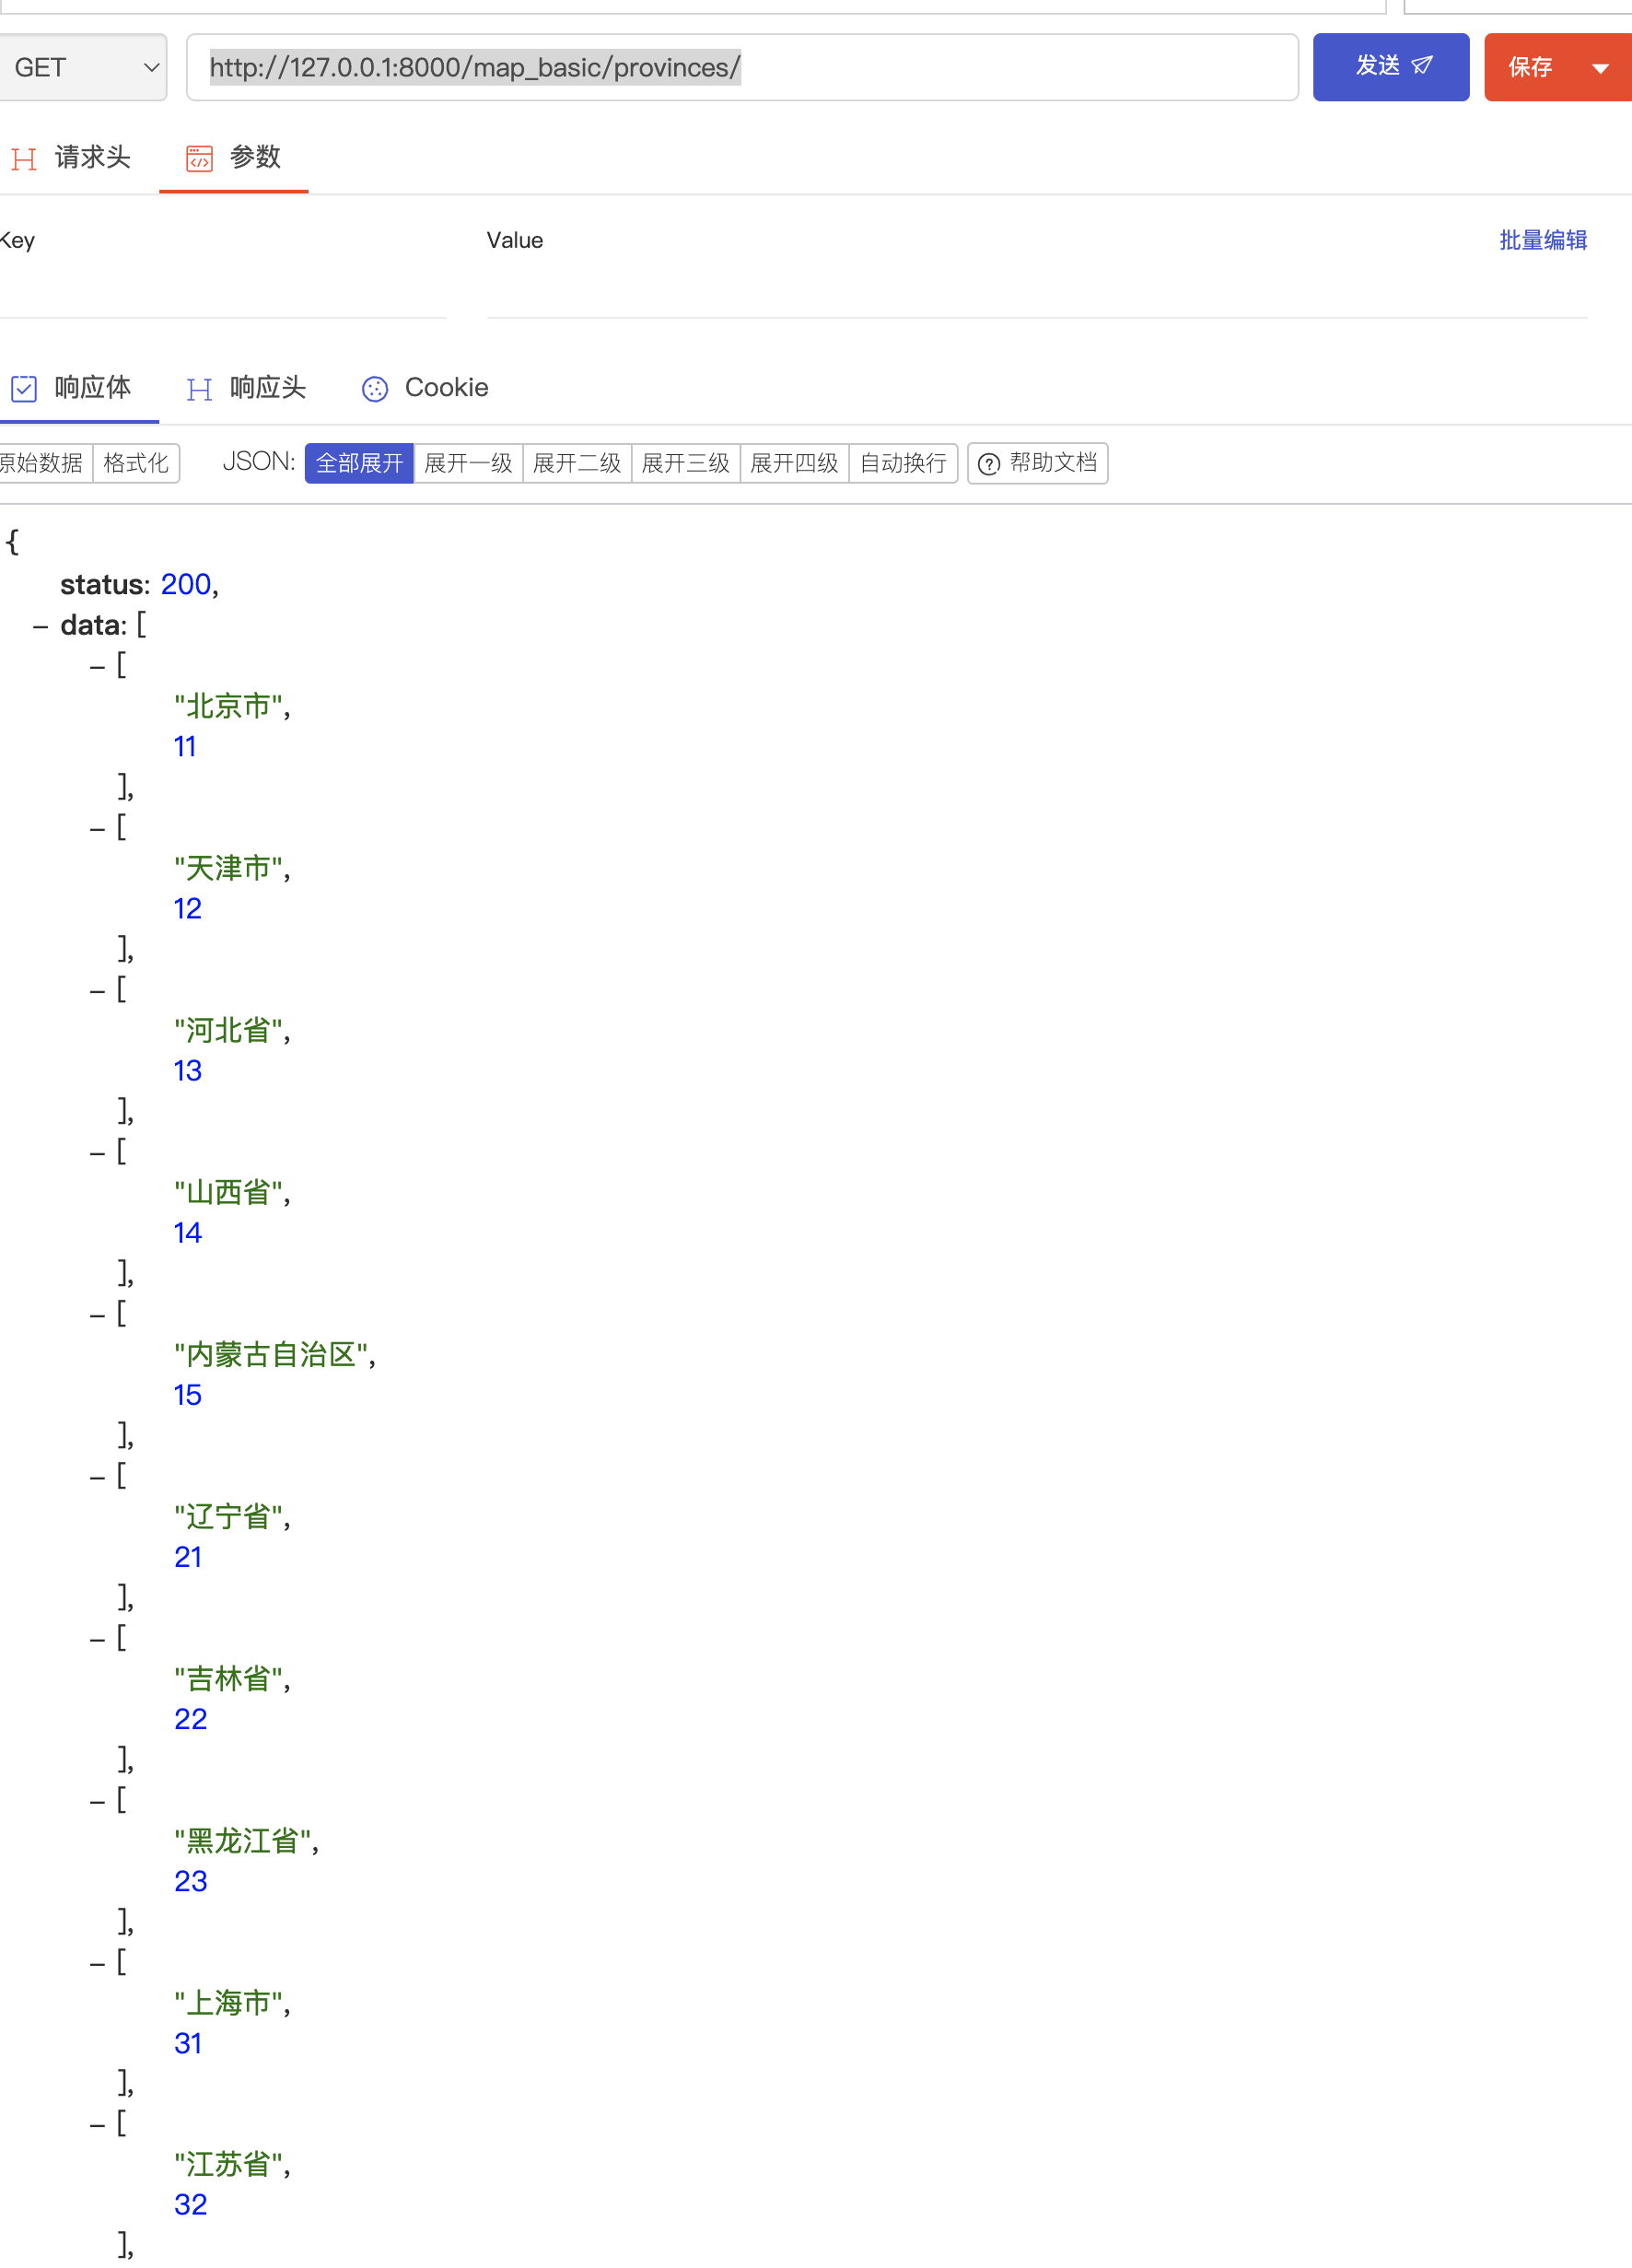 GET
http://127.0.0.1:8000/map_basic/provinces/
发送
保存
请求头
参数
Key
Value
批量编辑
响应体
响应头
Cookie
原始数据
格式化
JSON:
全部展开
展开一级
展开二级
展开三级
展开四级
自动换行
帮助文档
{
status: 200,
– data: [
– [
"北京市",
11
],
– [
"天津市",
12
],
– [
"河北省",
13
],
– [
"山西省",
14
],
– [
"内蒙古自治区",
15
],
– [
"辽宁省",
21
],
– [
"吉林省",
22
],
– [
"黑龙江省",
23
],
– [
"上海市",
31
],
– [
"江苏省",
32
],